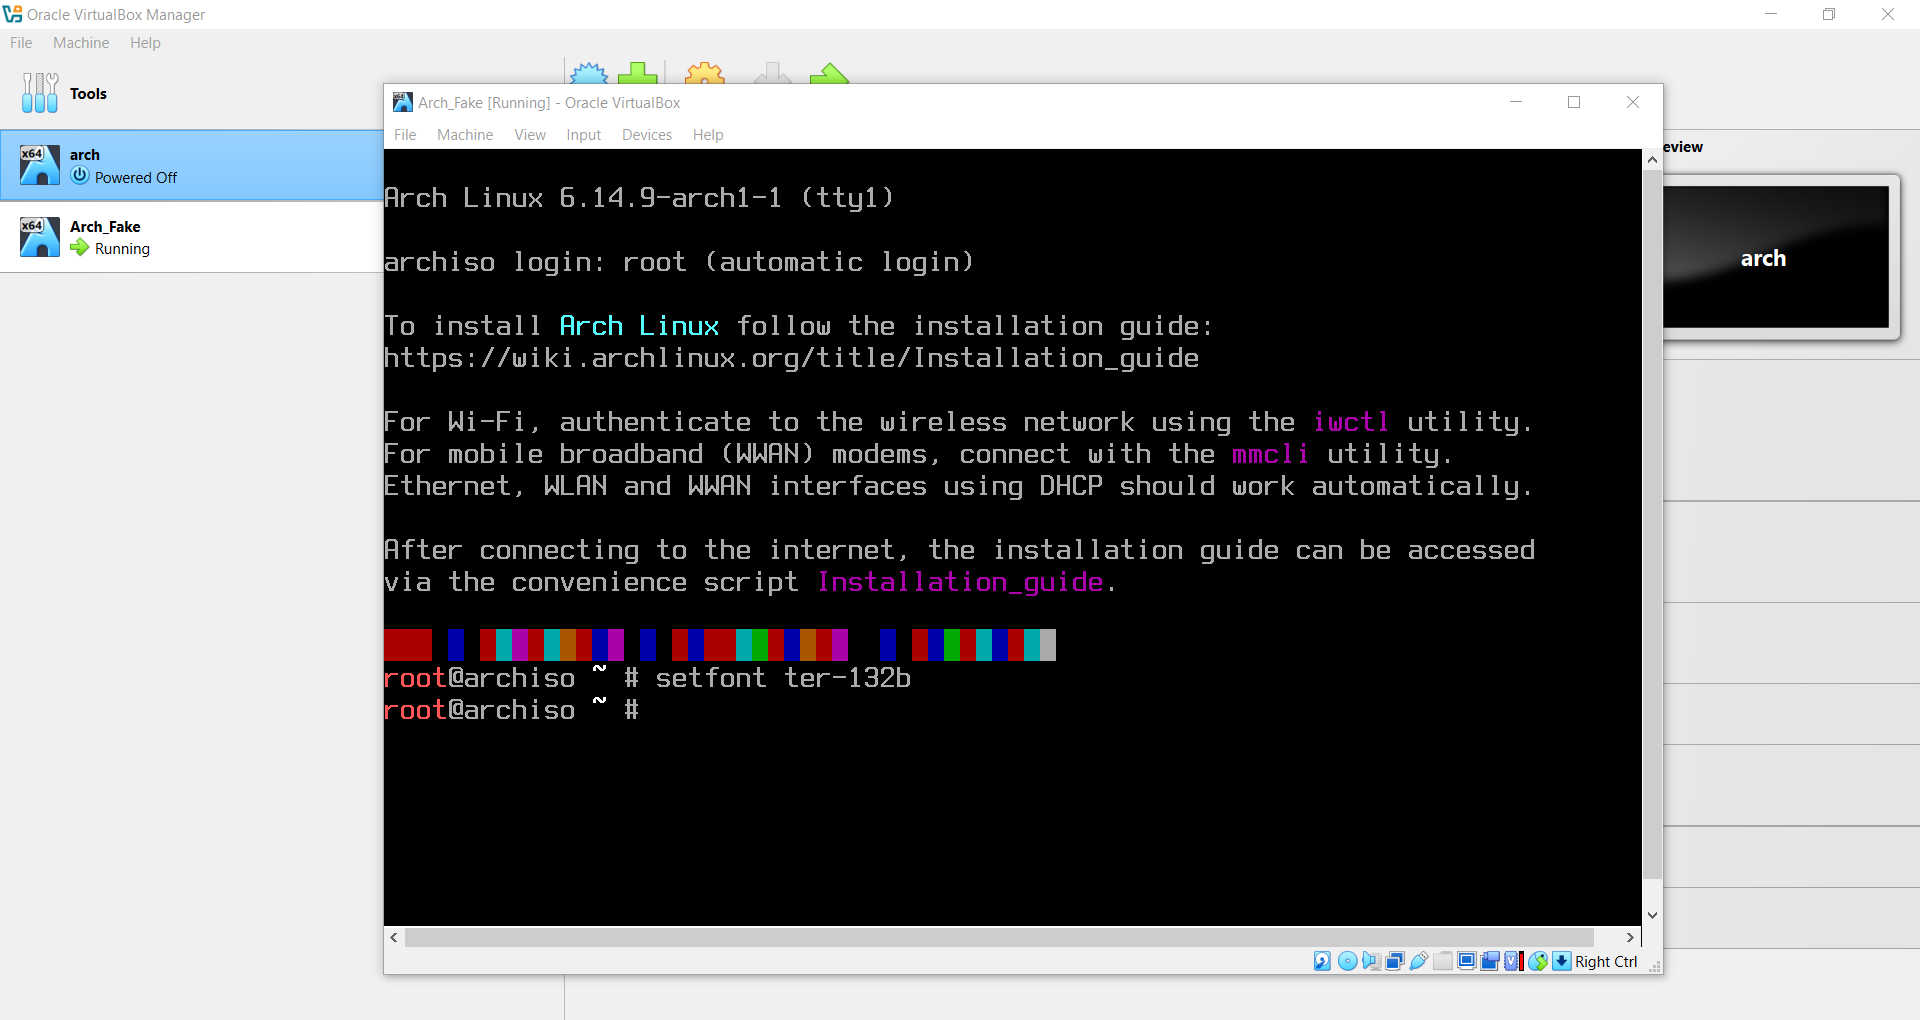 Oracle VirtualBox Manager
File Machine Help
Tools
x64
arch
Powered Off
x64
Arch_Fake
Running
eview
arch
Arch_Fake [Running] - Oracle VirtualBox
File Machine View Input Devices Help
Arch Linux 6.14.9-arch1-1 (tty1)
archiso login: root (automatic login)
To install Arch Linux follow the installation guide:
https://wiki.archlinux.org/title/Installation_guide
For Wi-Fi, authenticate to the wireless network using the iwctl utility.
For mobile broadband (WWAN) modems, connect with the mmcli utility.
Ethernet, WLAN and WWAN interfaces using DHCP should work automatically.
After connecting to the internet, the installation guide can be accessed
via the convenience script Installation_guide.
root@archiso ~ # setfont ter-132b
root@archiso ~ #
Right Ctrl